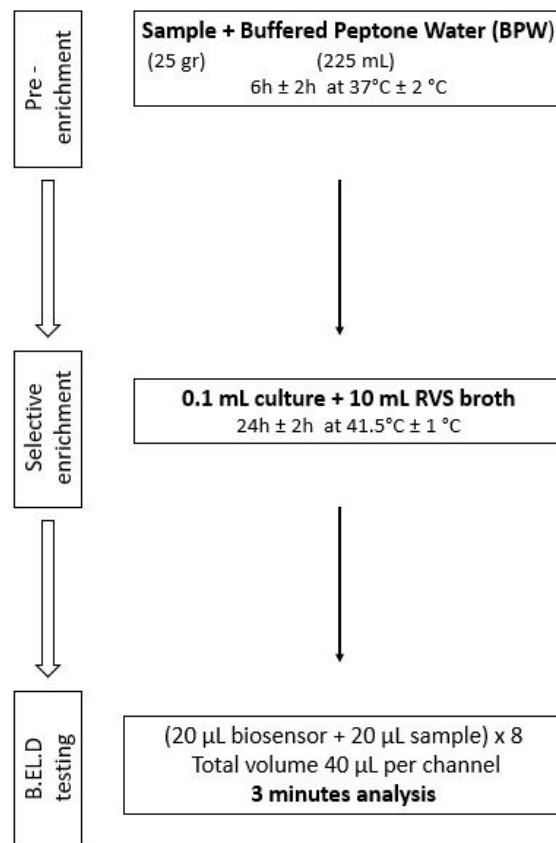 Pre -
enrichment
Sample + Buffered Peptone Water (BPW)
(25 gr) (225 mL)
6h ± 2h at 37°C ± 2 °C
Selective
enrichment
0.1 mL culture + 10 mL RVS broth
24h ± 2h at 41.5°C ± 1 °C
B.EL.D
testing
(20 µL biosensor + 20 µL sample) x 8
Total volume 40 µL per channel
3 minutes analysis